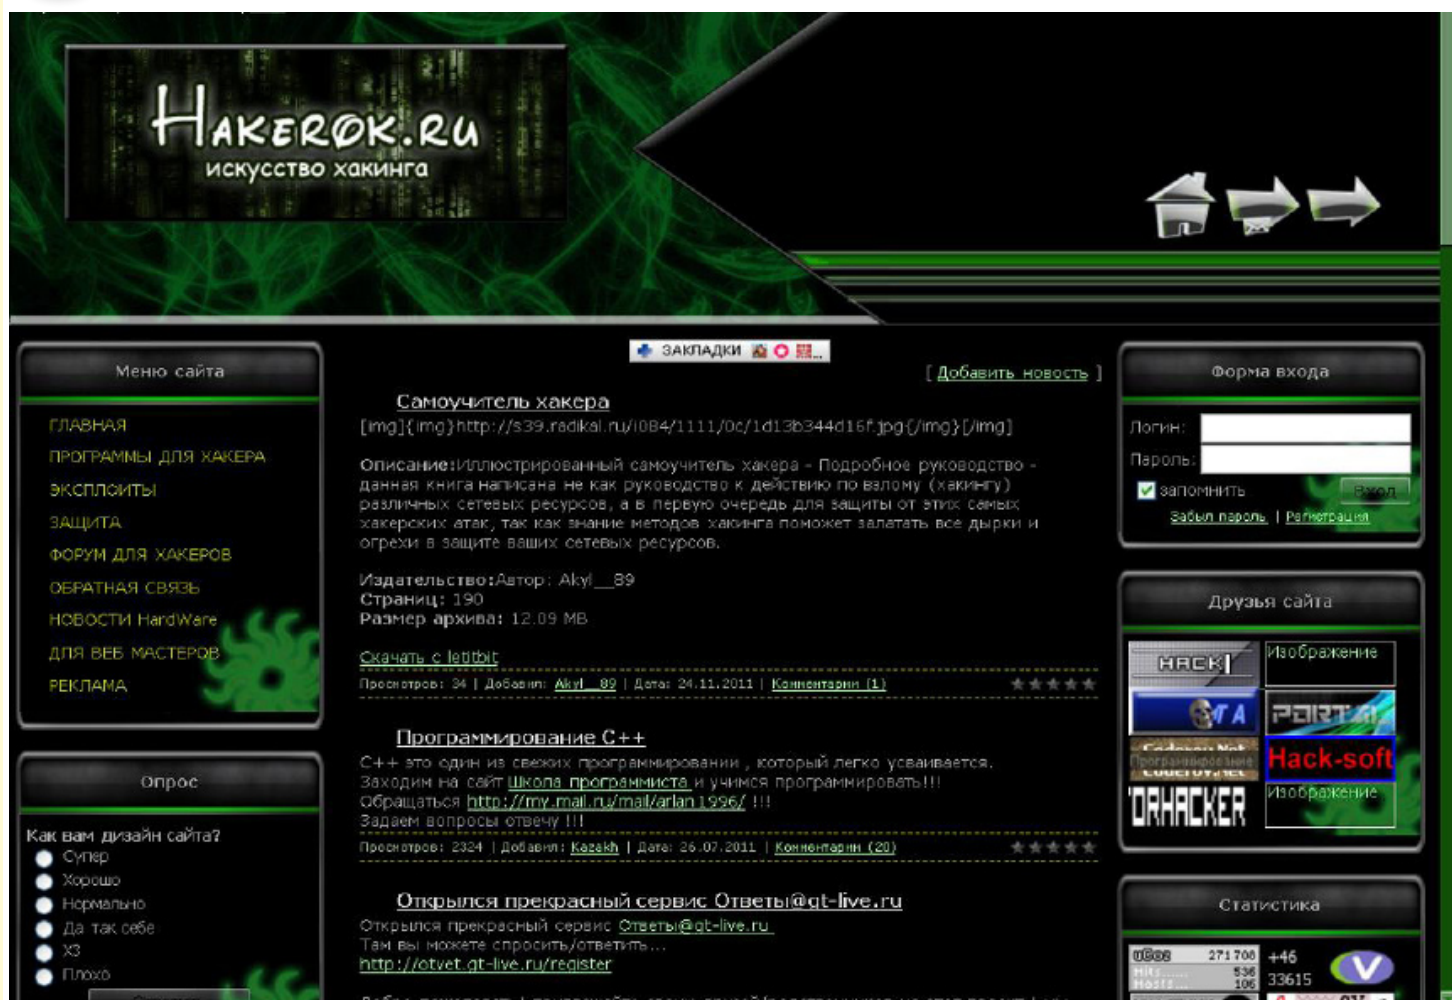 HAKEROK.RU
искусство хакинга
Меню сайта
ГЛАВНАЯ
ПРОГРАММЫ ДЛЯ ХАКЕРА
ЭКСПЛОИТЫ
ЗАЩИТА
ФОРУМ ДЛЯ ХАКЕРОВ
ОБРАТНАЯ СВЯЗЬ
НОВОСТИ HardWare
ДЛЯ ВЕБ МАСТЕРОВ
РЕКЛАМА
Опрос
Как вам дизайн сайта?
Супер
Хорошо
Нормально
Да так себе
ХЗ
Плохо
ЗАКЛАДКИ
[ Добавить новость ]
Самоучитель хакера
[img]{img}http://s39.radikal.ru/i084/1111/0c/1d13b344d16f.jpg{/img}[/img]
Описание:Иллюстрированный самоучитель хакера - Подробное руководство -
данная книга написана не как руководство к действию по взлому (хакингу)
различных сетевых ресурсов, а в первую очередь для защиты от этих самых
хакерских атак, так как знание методов хакинга поможет залатать все дырки и
огрехи в защите ваших сетевых ресурсов.
Издательство:Автор: Akyl__89
Страниц: 190
Размер архива: 12.09 MB
Скачать с letitbit
Просмотров: 34 | Добавил: Akyl__89 | Дата: 24.11.2011 | Комментарии (1)
Программирование C++
C++ это один из свежих программировании , который легко усваивается.
Заходим на сайт Школа программиста и учимся программировать!!!
Обращаться http://my.mail.ru/mail/arlan1996/ !!!
Задаем вопросы отвечу !!!
Просмотров: 2324 | Добавил: Kazakh | Дата: 26.07.2011 | Комментарии (20)
Открылся прекрасный сервис Ответы@gt-live.ru
Открылся прекрасный сервис Ответы@gt-live.ru
Там вы можете спросить/ответить...
http://otvet.gt-live.ru/register
Форма входа
Логин:
Пароль:
запомнить
Вход
Забыл пароль | Регистрация
Друзья сайта
HACK
Изображение
PORTAL
Программирование
Hack-soft
Изображение
Статистика
uCoz 271708
Hits 536
Hosts 106
+46
33615